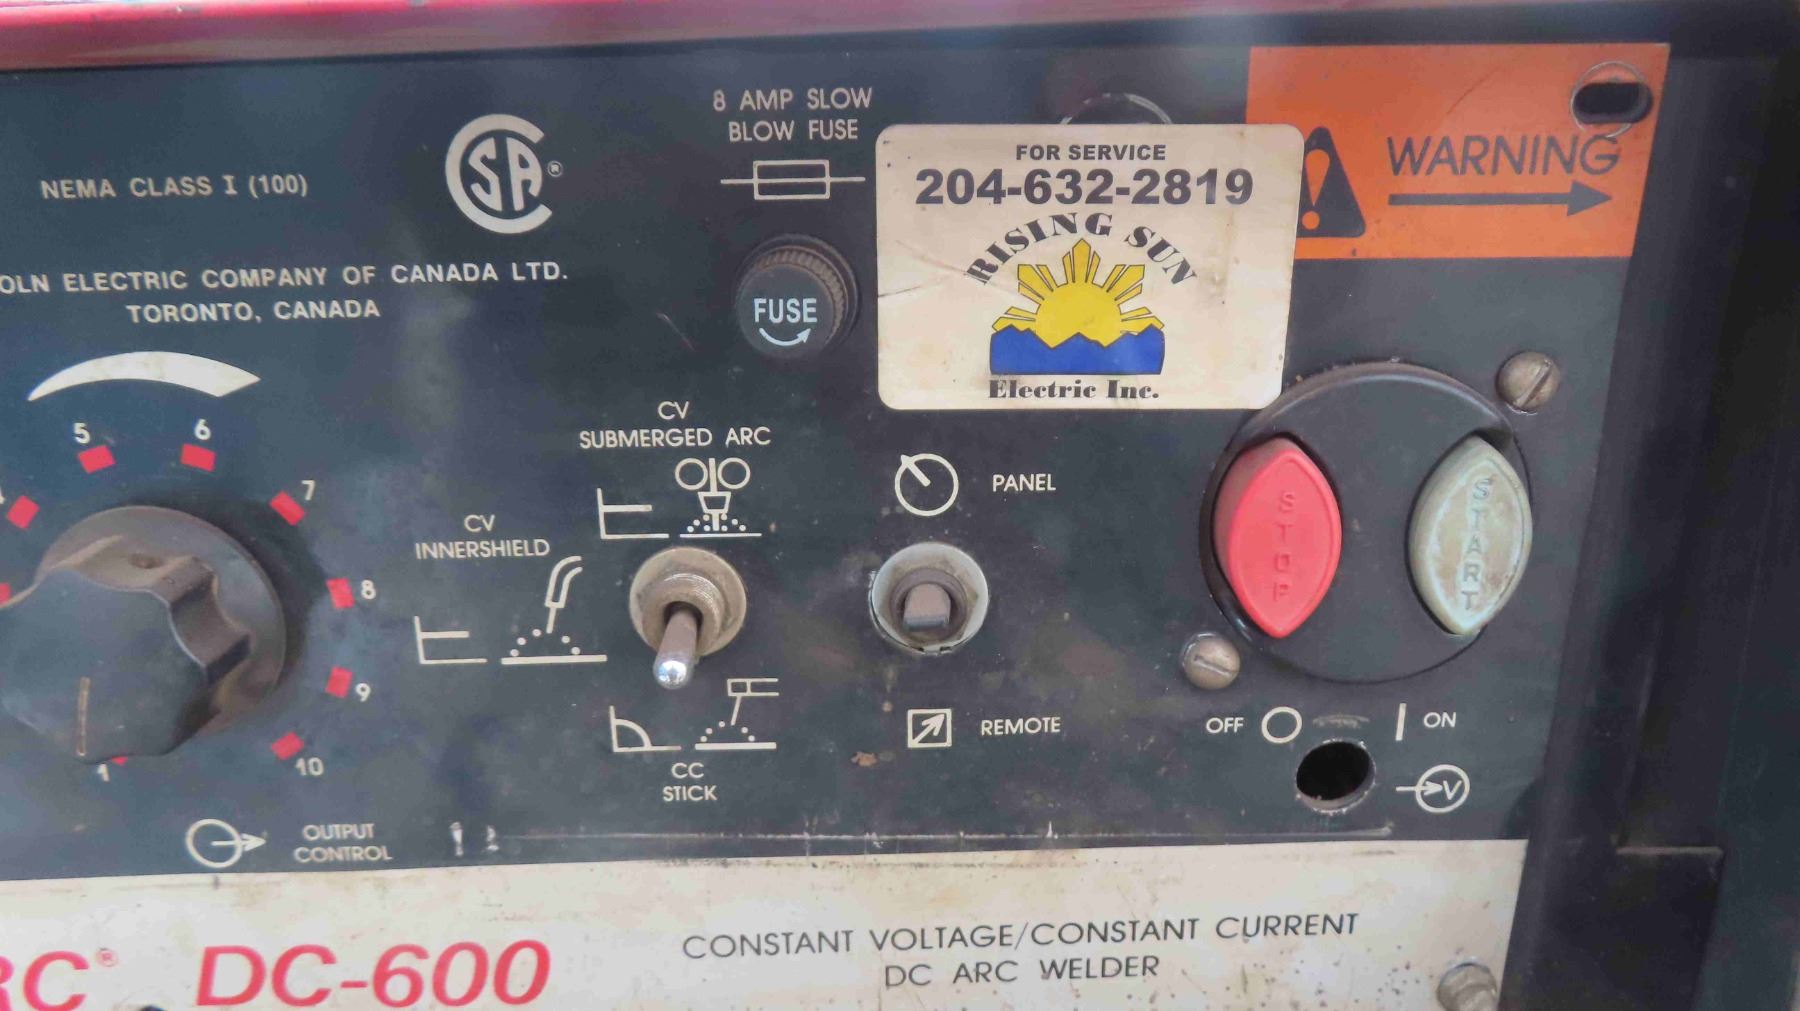 8 AMP SLOW
BLOW FUSE
NEMA CLASS I (100)
SA®
OLN ELECTRIC COMPANY OF CANADA LTD.
TORONTO, CANADA
FUSE
FOR SERVICE
204-632-2819
RISING SUN
Electric Inc.
WARNING
5
6
7
8
9
10
1
CV
SUBMERGED ARC
CV
INNERSHIELD
CC
STICK
PANEL
REMOTE
STOP
START
OFF
ON
V
OUTPUT
CONTROL
RC® DC-600
CONSTANT VOLTAGE/CONSTANT CURRENT
DC ARC WELDER